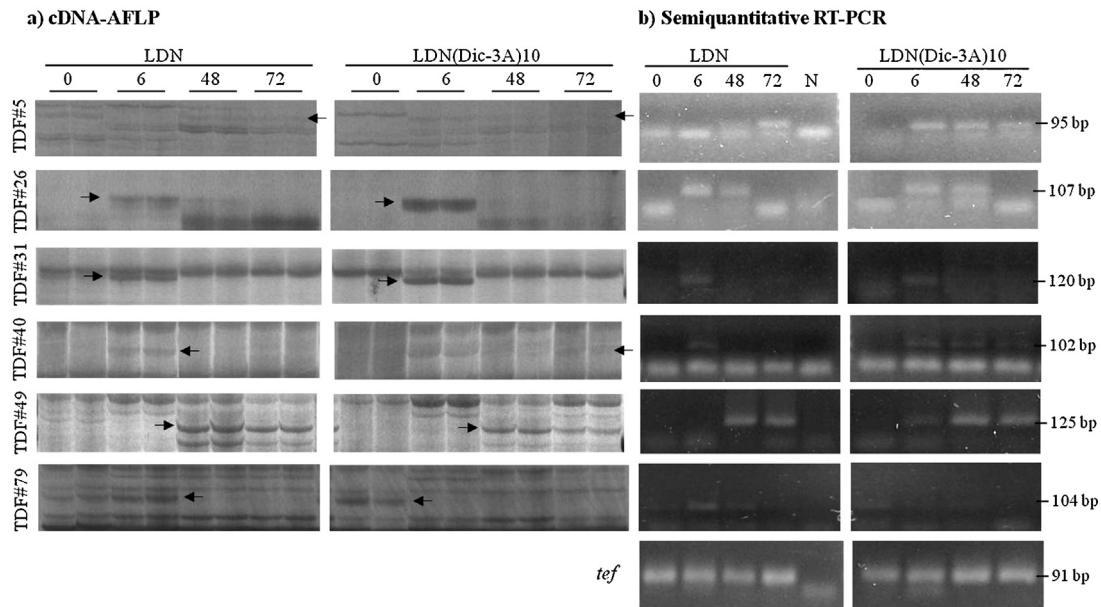 a) cDNA-AFLP
b) Semiquantitative RT-PCR
LDN
LDN(Dic-3A)10
LDN
LDN(Dic-3A)10
0 6 48 72
0 6 48 72
0 6 48 72 N
0 6 48 72
TDF#5
95 bp
TDF#26
107 bp
TDF#31
120 bp
TDF#40
102 bp
TDF#49
125 bp
TDF#79
104 bp
tef
91 bp